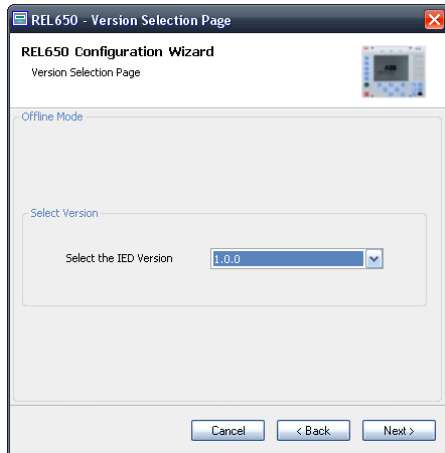 REL650 - Version Selection Page
REL650 Configuration Wizard
Version Selection Page
Offline Mode
Select Version
Select the IED Version 1.0.0
Cancel < Back Next >